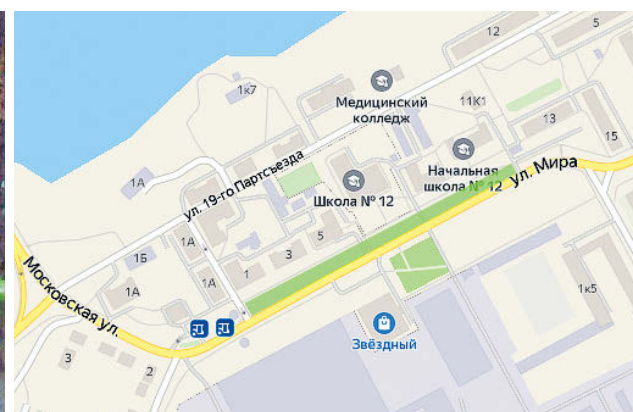 12
5
1к7
Медицинский
колледж
11К1
13
15
1А
ул. 19-го Партсъезда
Школа № 12
Начальная
школа № 12
ул. Мира
1А
1Б
1А
1А
1
3
5
Московская ул.
3
2
Звёздный
1к5